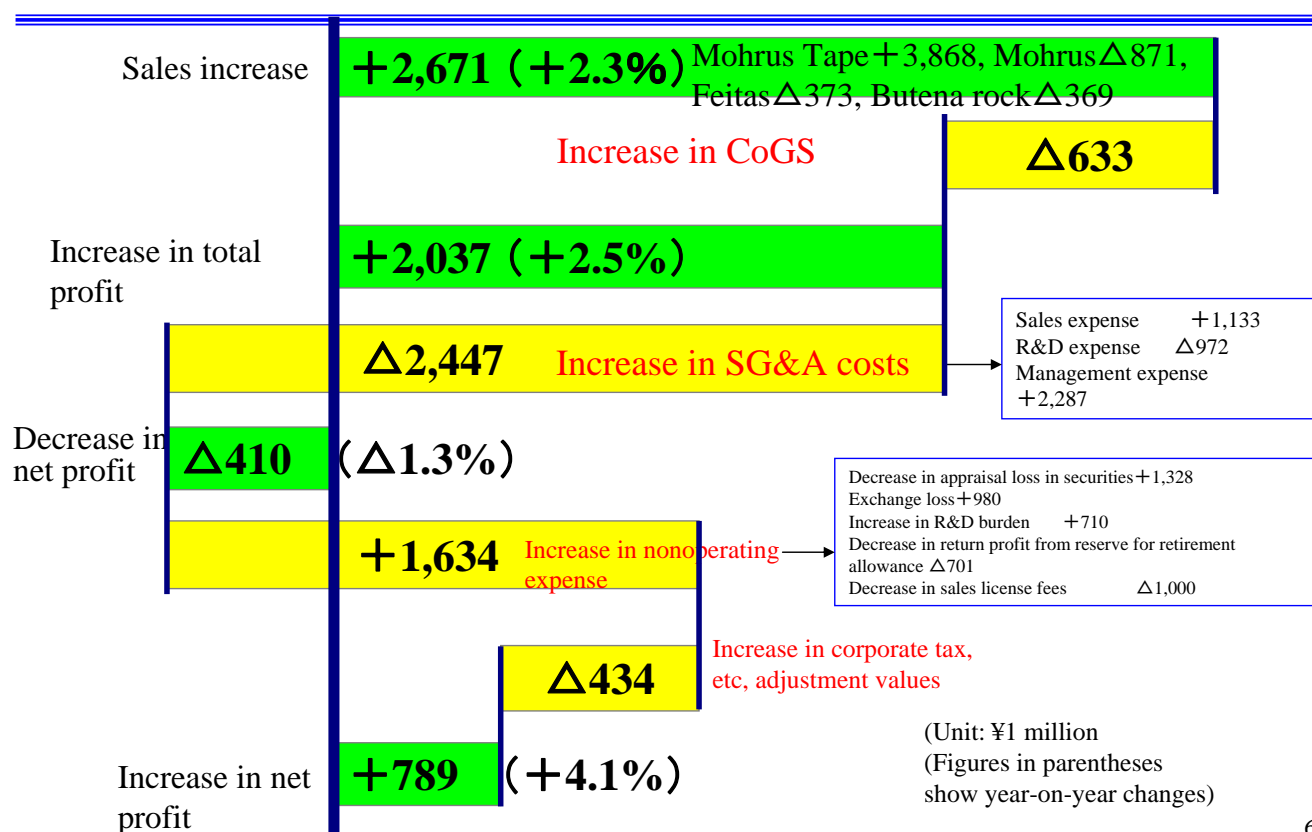 Sales increase
＋2,671（＋2.3%）
Mohrus Tape＋3,868, Mohrus△871,
Feitas△373, Butena rock△369
Increase in CoGS
△633
Increase in total
profit
＋2,037（＋2.5%）
△2,447
Increase in SG&A costs
Sales expense ＋1,133
R&D expense △972
Management expense
＋2,287
Decrease in
net profit
△410
（△1.3%）
Decrease in appraisal loss in securities＋1,328
Exchange loss＋980
Increase in R&D burden ＋710
Decrease in return profit from reserve for retirement
allowance △701
Decrease in sales license fees △1,000
＋1,634
Increase in nonoperating
expense
△434
Increase in corporate tax,
etc, adjustment values
Increase in net
profit
＋789
（＋4.1%）
(Unit: ¥1 million
(Figures in parentheses
show year-on-year changes)
6